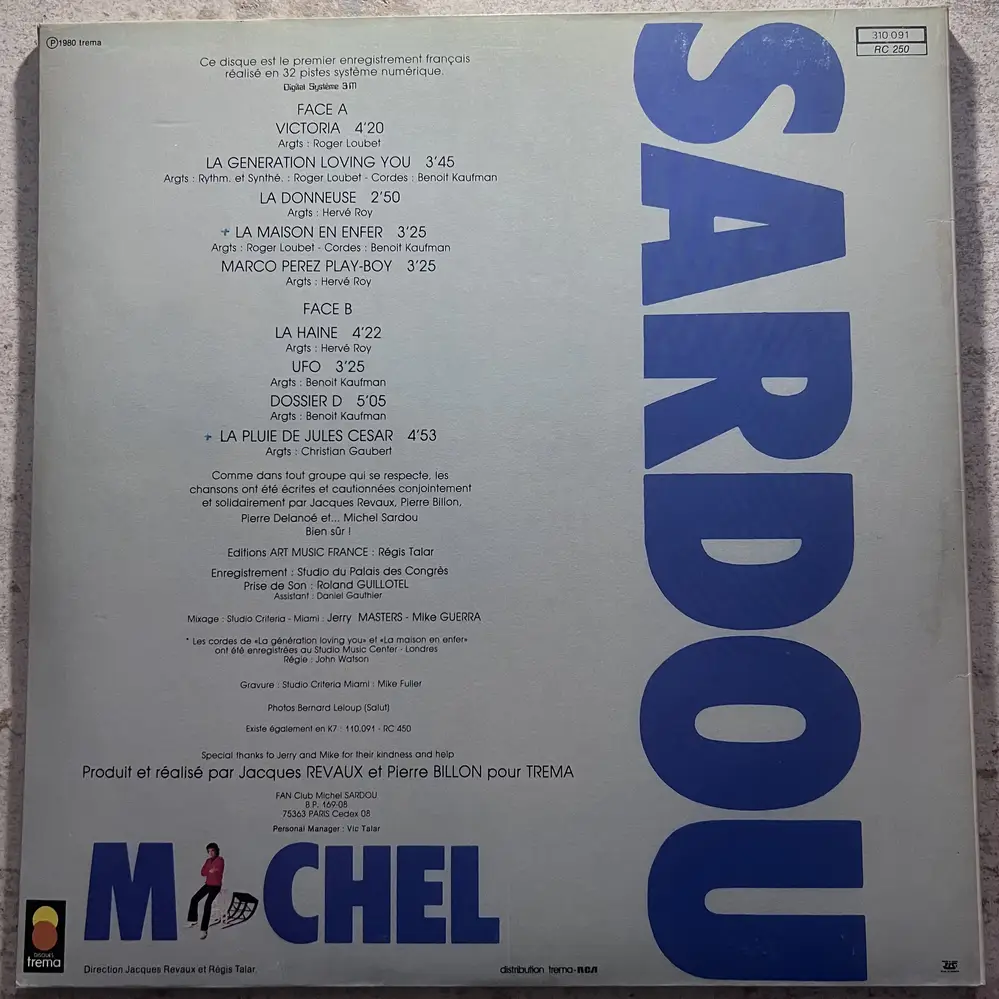 ℗1980 trema
310 091
RC 250
Ce disque est le premier enregistrement français
réalisé en 32 pistes système numérique.
Digital Système 3M
FACE A
VICTORIA 4'20
Argts : Roger Loubet
LA GENERATION LOVING YOU 3'45
Argts : Rythm. et Synthé. : Roger Loubet - Cordes : Benoit Kaufman
LA DONNEUSE 2'50
Argts : Hervé Roy
+ LA MAISON EN ENFER 3'25
Argts : Roger Loubet - Cordes : Benoit Kaufman
MARCO PEREZ PLAY-BOY 3'25
Argts : Hervé Roy
FACE B
LA HAINE 4'22
Argts : Hervé Roy
UFO 3'25
Argts : Benoit Kaufman
DOSSIER D 5'05
Argts : Benoit Kaufman
+ LA PLUIE DE JULES CESAR 4'53
Argts : Christian Gaubert
Comme dans tout groupe qui se respecte, les
chansons ont été écrites et cautionnées conjointement
et solidairement par Jacques Revaux, Pierre Billon,
Pierre Delanoé et... Michel Sardou
Bien sûr !
Editions ART MUSIC FRANCE : Régis Talar
Enregistrement : Studio du Palais des Congrès
Prise de Son : Roland GUILLOTEL
Assistant : Daniel Gauthier
Mixage : Studio Criteria - Miami : Jerry MASTERS - Mike GUERRA
* Les cordes de «La génération loving you» et «La maison en enfer»
ont été enregistrées au Studio Music Center - Londres
Régie : John Watson
Gravure : Studio Criteria Miami : Mike Fuller
Photos Bernard Leloup (Salut)
Existe également en K7 : 110.091 - RC 450
Special thanks to Jerry and Mike for their kindness and help
Produit et réalisé par Jacques REVAUX et Pierre BILLON pour TREMA
FAN Club Michel SARDOU
B P. 169-08
75363 PARIS Cedex 08
Personal Manager : Vic Talar
M CHEL
SARDOU
DISQUES
trema
Direction Jacques Revaux et Régis Talar.
distribution trema-RCA